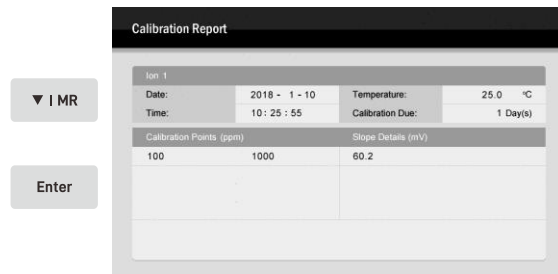 Calibration Report
Ion 1
▼ I MR
Date: 2018 - 1 - 10 Temperature: 25.0 ℃
Time: 10 : 25 : 55 Calibration Due: 1 Day(s)
Calibration Points (ppm) Slope Details (mV)
100 1000 60.2
Enter